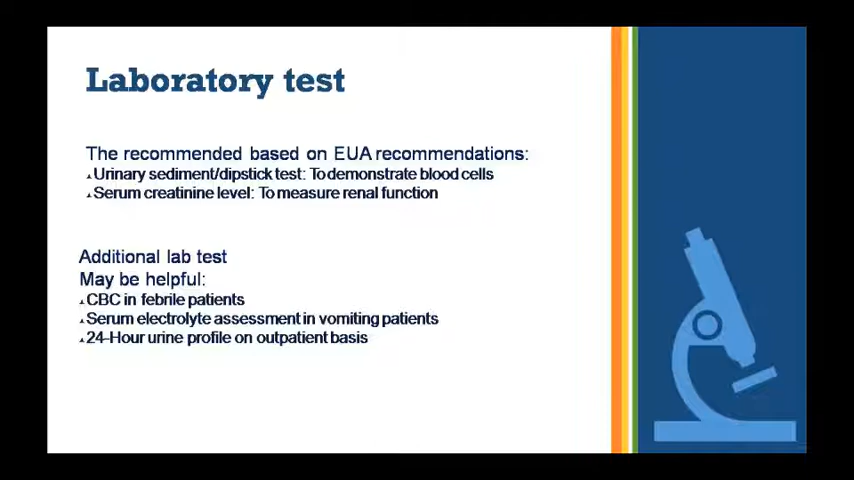 Laboratory test
The recommended based on EUA recommendations:
Urinary sediment/dipstick test: To demonstrate blood cells
Serum creatinine level: To measure renal function
Additional lab test
May be helpful:
CBC in febrile patients
Serum electrolyte assessment in vomiting patients
24-Hour urine profile on outpatient basis